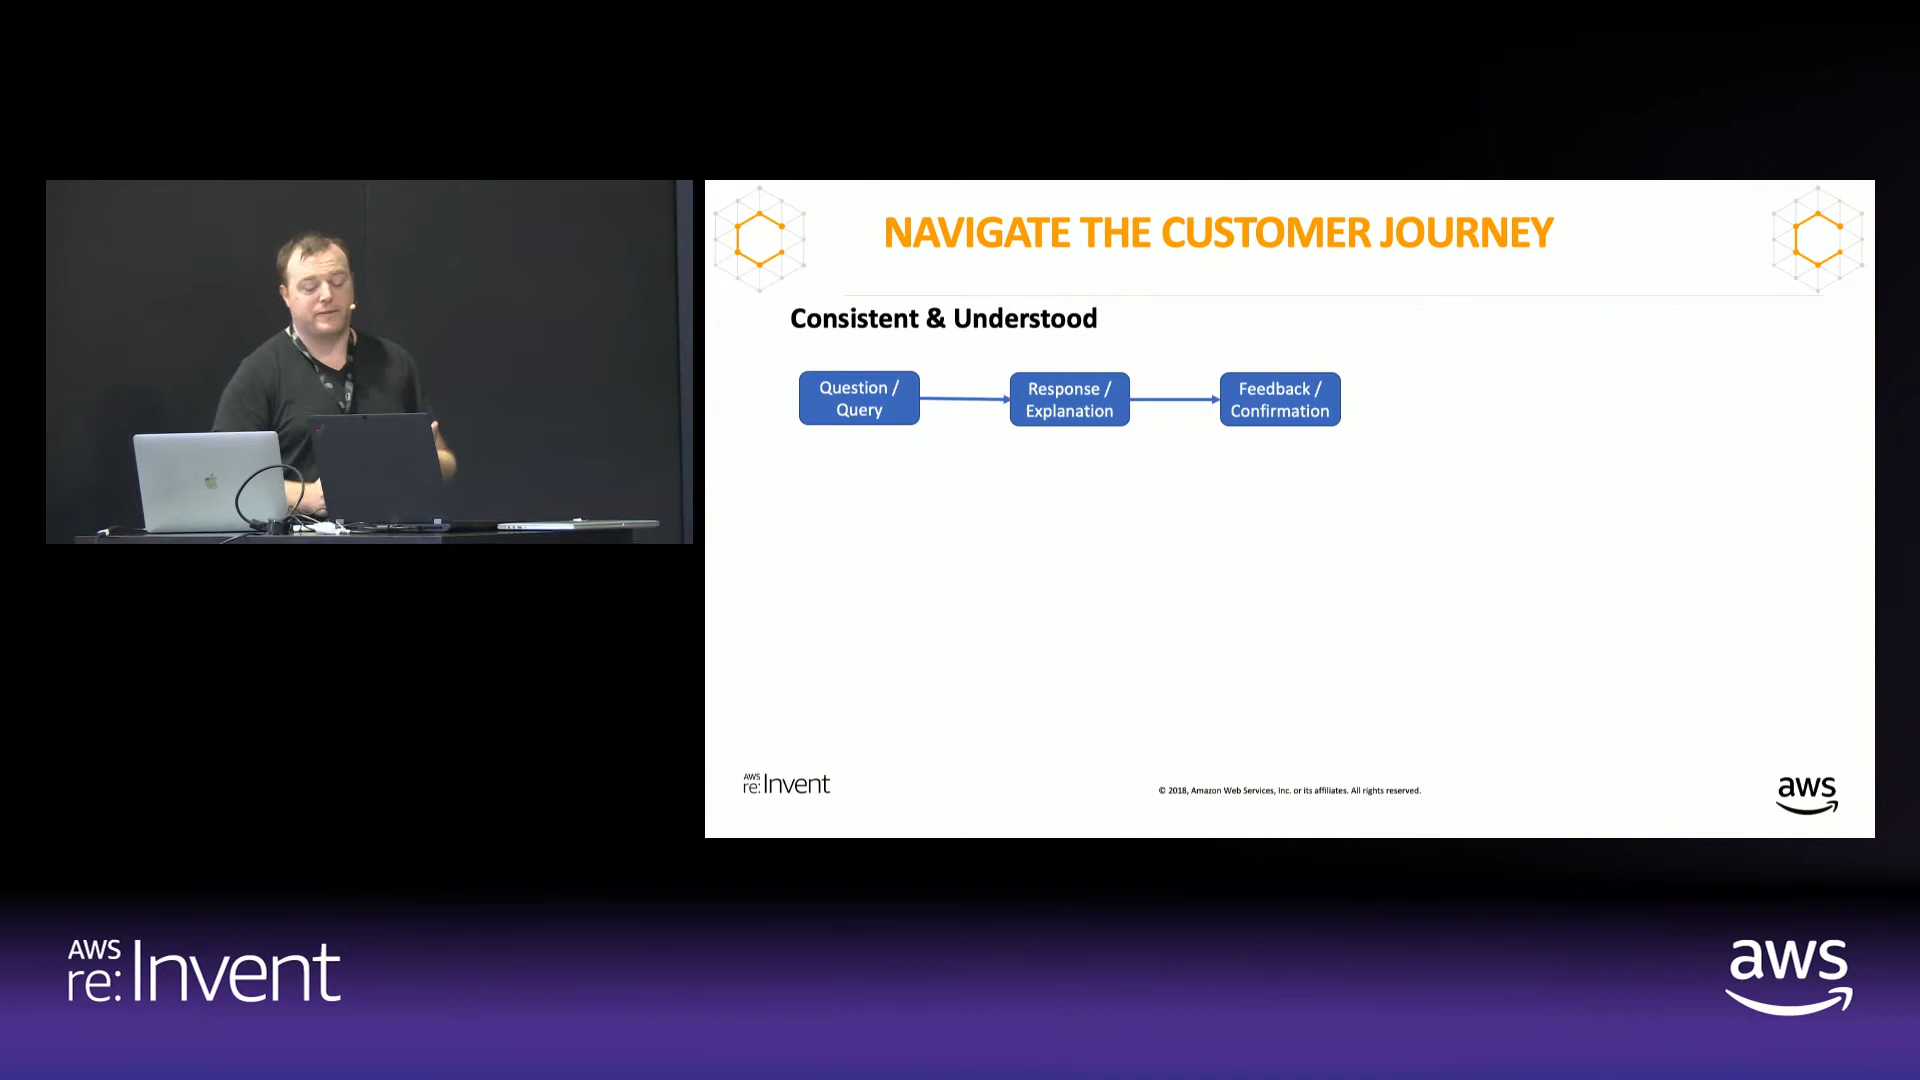 NAVIGATE THE CUSTOMER JOURNEY
Consistent & Understood
Question /
Query
Response /
Explanation
Feedback /
Confirmation
AWS
re:Invent
© 2018, Amazon Web Services, Inc. or its affiliates. All rights reserved.
aws
AWS
re:Invent
aws